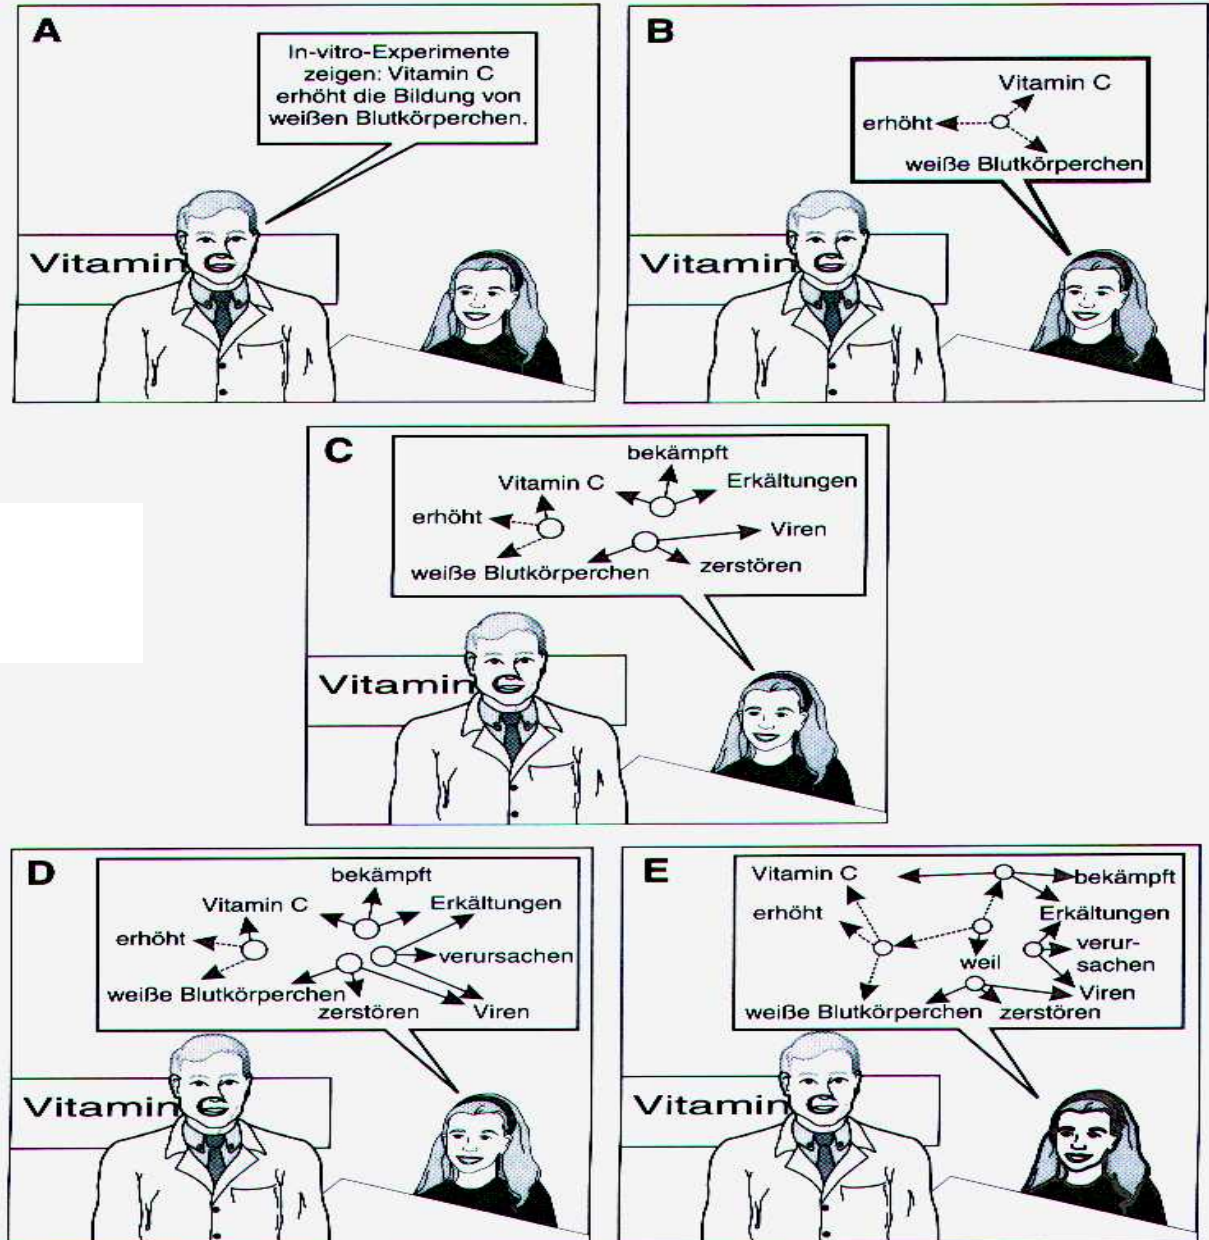 A
In-vitro-Experimente
zeigen: Vitamin C
erhöht die Bildung von
weißen Blutkörperchen.
Vitamin C
B
Vitamin C
erhöht
weiße Blutkörperchen
Vitamin C
C
bekämpft
Vitamin C
Erkältungen
erhöht
Viren
weiße Blutkörperchen
zerstören
Vitamin C
D
bekämpft
Vitamin C
Erkältungen
erhöht
verursachen
weiße Blutkörperchen
zerstören
Viren
Vitamin C
E
Vitamin C
bekämpft
erhöht
Erkältungen
verur-
sachen
weil
Viren
weiße Blutkörperchen
zerstören
Vitamin C